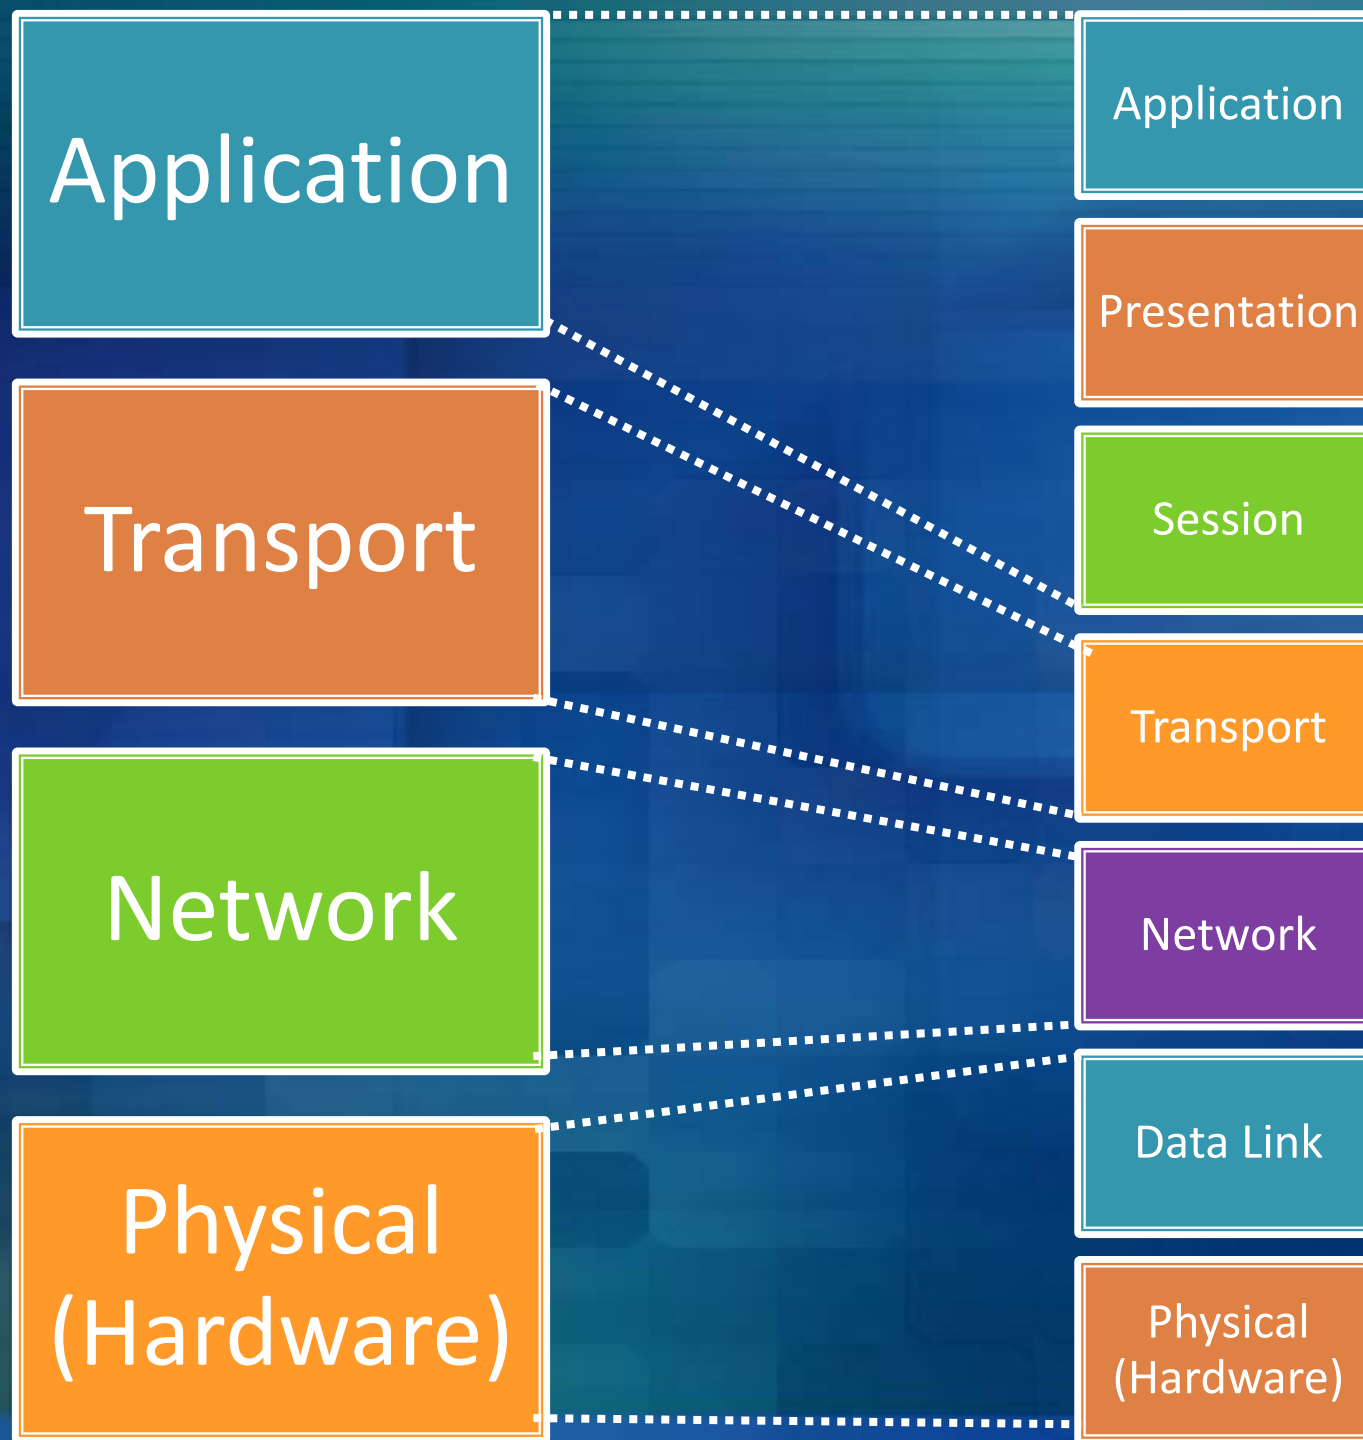 Application
Transport
Network
Physical
(Hardware)
Application
Presentation
Session
Transport
Network
Data Link
Physical
(Hardware)